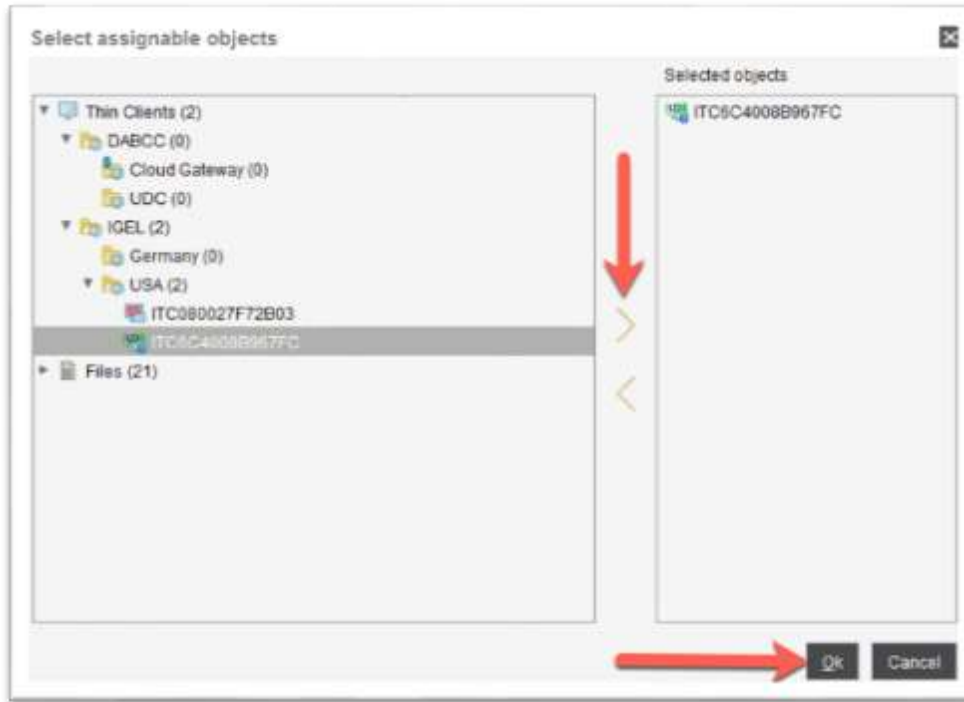 Select assignable objects
Selected objects
Thin Clients (2)
DABCC (0)
Cloud Gateway (0)
UDC (0)
IGEL (2)
Germany (0)
USA (2)
ITC080027F72B03
ITC6C4008B967FC
Files (21)
ITC6C4008B967FC
Ok
Cancel